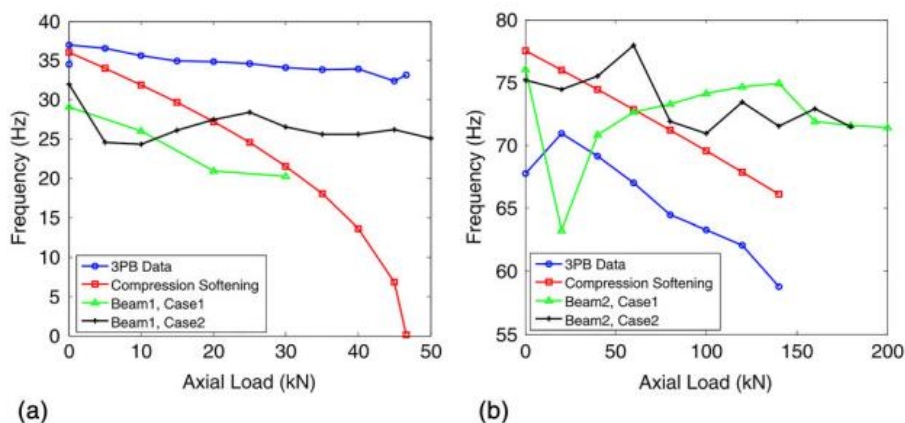 40
35
30
25
20
15
10
5
0
Frequency (Hz)
3PB Data
Compression Softening
Beam1, Case1
Beam1, Case2
0 10 20 30 40 50
Axial Load (kN)
(a)
80
75
70
65
60
55
Frequency (Hz)
3PB Data
Compression Softening
Beam2, Case1
Beam2, Case2
0 50 100 150 200
Axial Load (kN)
(b)